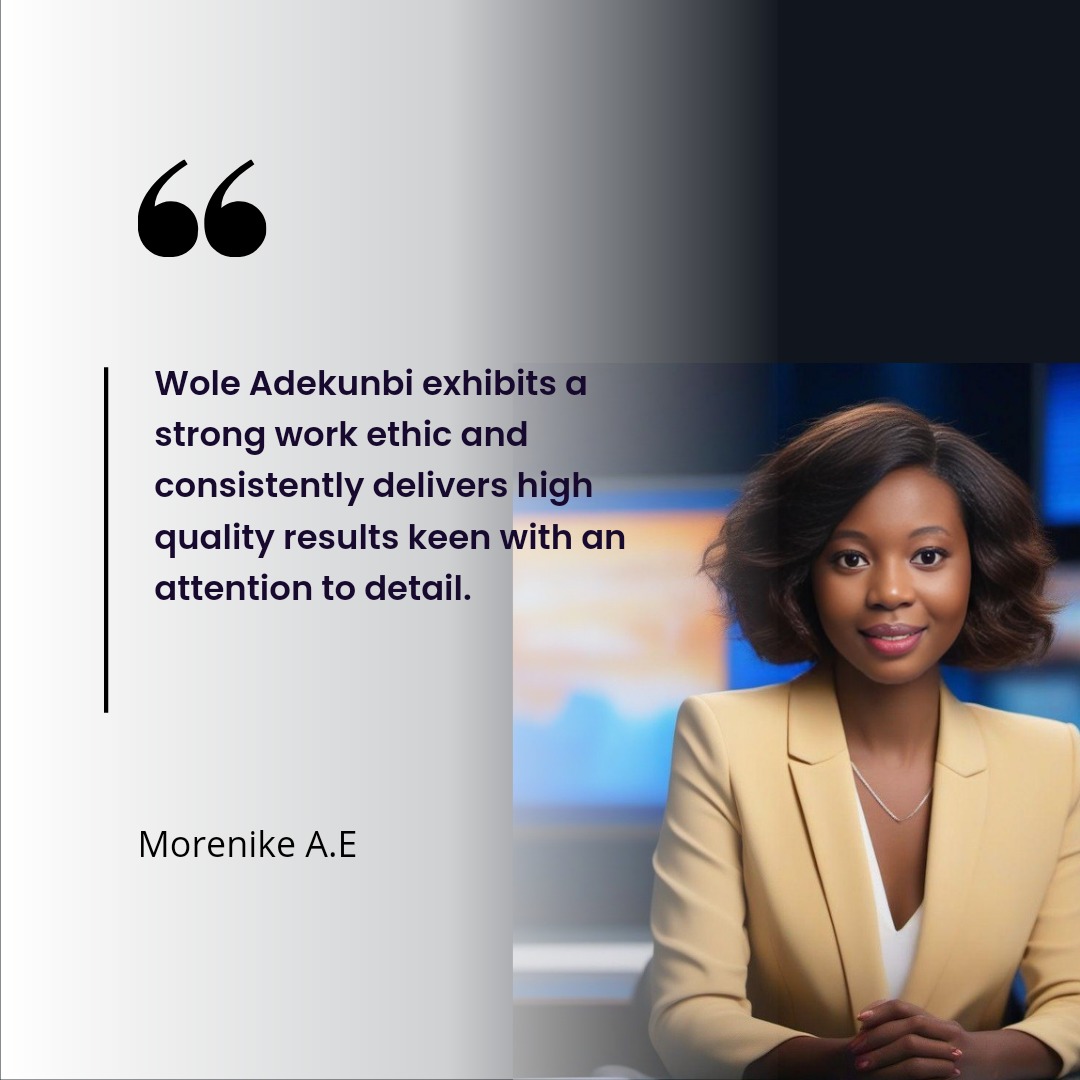 Wole Adekunbi exhibits a
strong work ethic and
consistently delivers high
quality results keen with an
attention to detail.
Morenike A.E